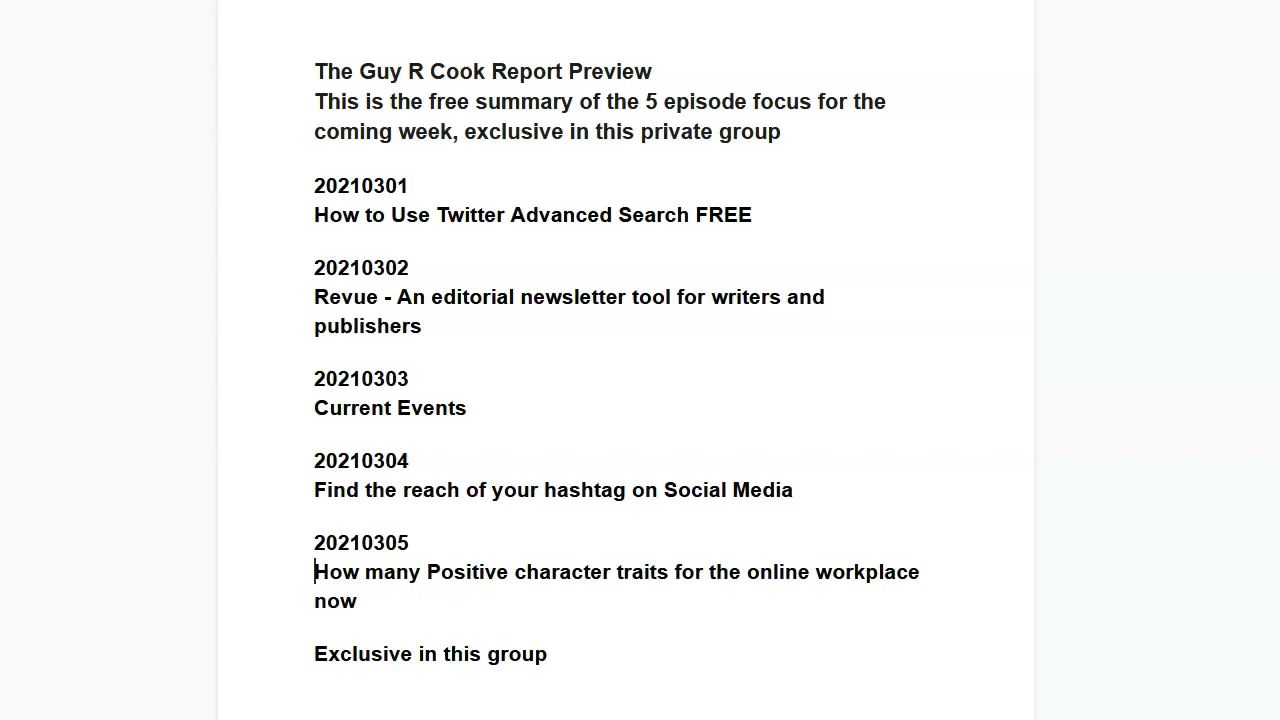 The Guy R Cook Report Preview
This is the free summary of the 5 episode focus for the
coming week, exclusive in this private group
20210301
How to Use Twitter Advanced Search FREE
20210302
Revue - An editorial newsletter tool for writers and
publishers
20210303
Current Events
20210304
Find the reach of your hashtag on Social Media
20210305
How many Positive character traits for the online workplace
now
Exclusive in this group